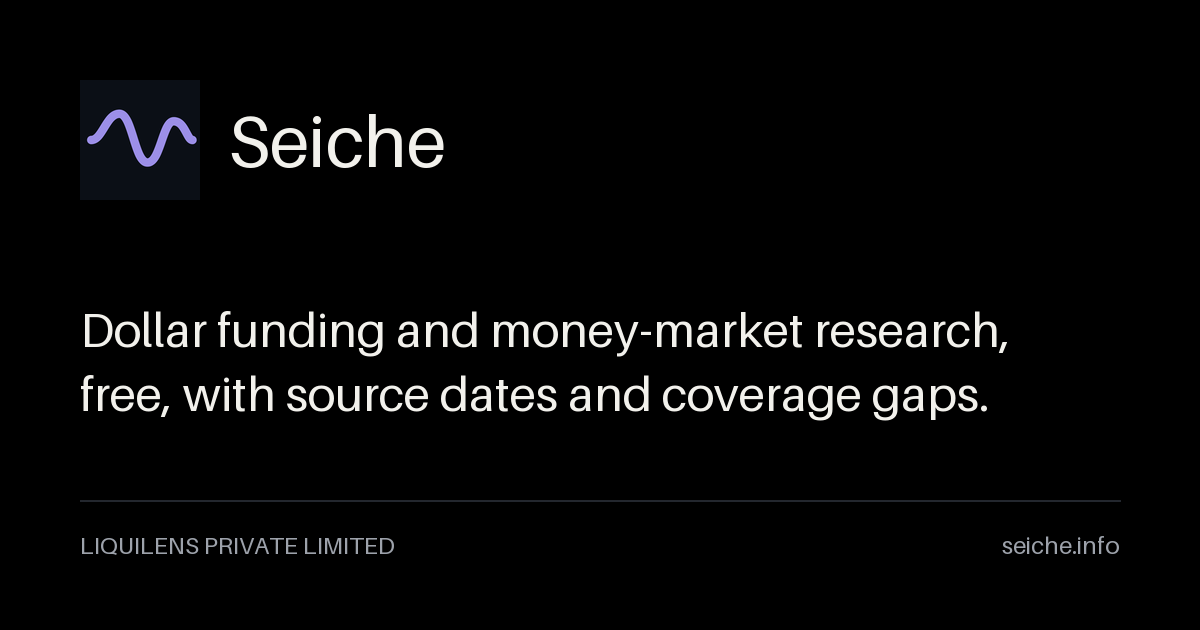 Seiche
Dollar funding and money-market research,
free, with source dates and coverage gaps.
LIQUILENS PRIVATE LIMITED
seiche.info